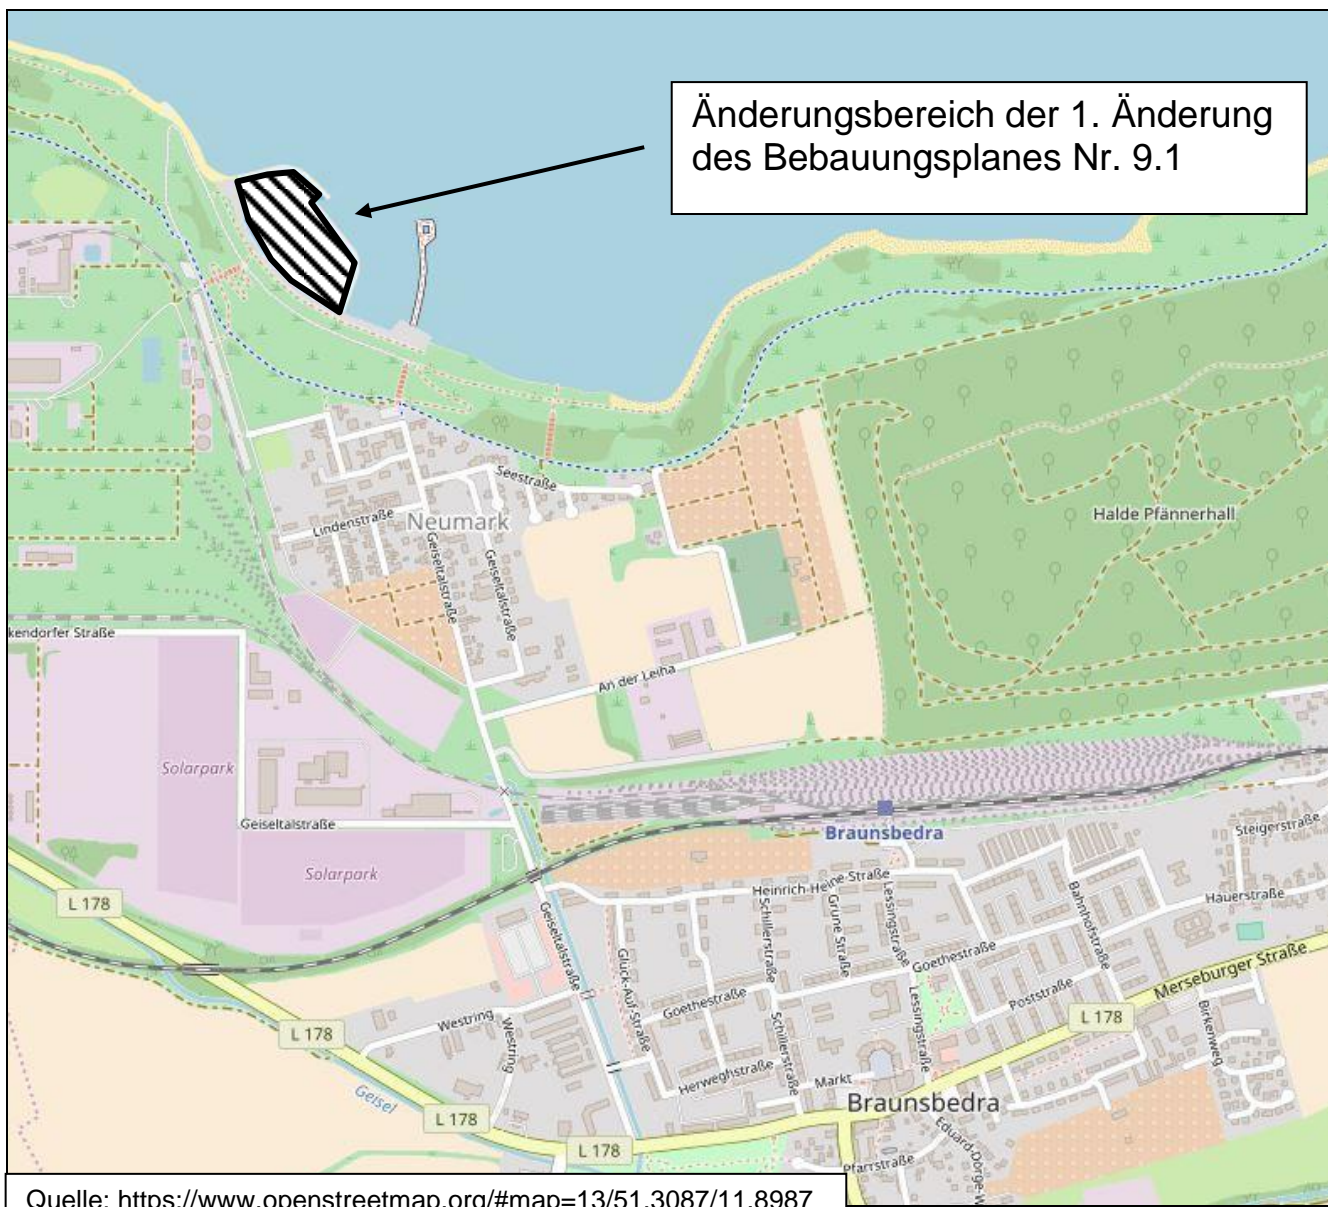 Änderungsbereich der 1. Änderung
des Bebauungsplanes Nr. 9.1
Seestraße
Neumark
Lindenstraße
Geiseltalstraße
Geiseltalstraße
Halde Pfännerhall
kendorfer Straße
An der Leiha
Solarpark
Geiseltalstraße
Solarpark
Braunsbedra
Steigerstraße
Heinrich-Heine-Straße
Hauerstraße
L 178
Geiseltalstraße
Glück-Auf-Straße
Schillerstraße
Grüne Straße
Lessingstraße
Bahnhofstraße
Goethestraße
Merseburger Straße
Goethestraße
Poststraße
L 178
Westring
Westring
L 178
Schillerstraße
Lessingstraße
Birkenweg
Herweghstraße
Markt
Geisel
Braunsbedra
L 178
L 178
Pfarrstraße
Eduard-Dörge-W
Quelle: https://www.openstreetmap.org/#map=13/51.3087/11.8987